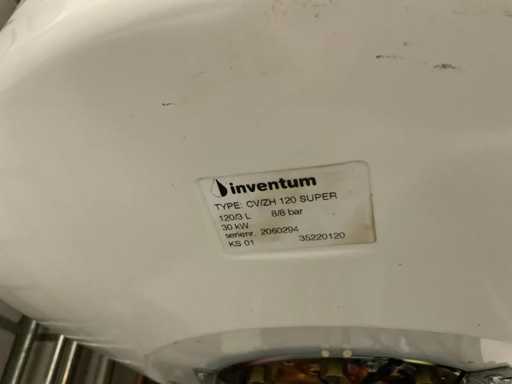 inventum
TYPE: CV/ZH 120 SUPER
120/3 L 8/8 bar
30 kW
serienr. 2060294
KS 01 35220120